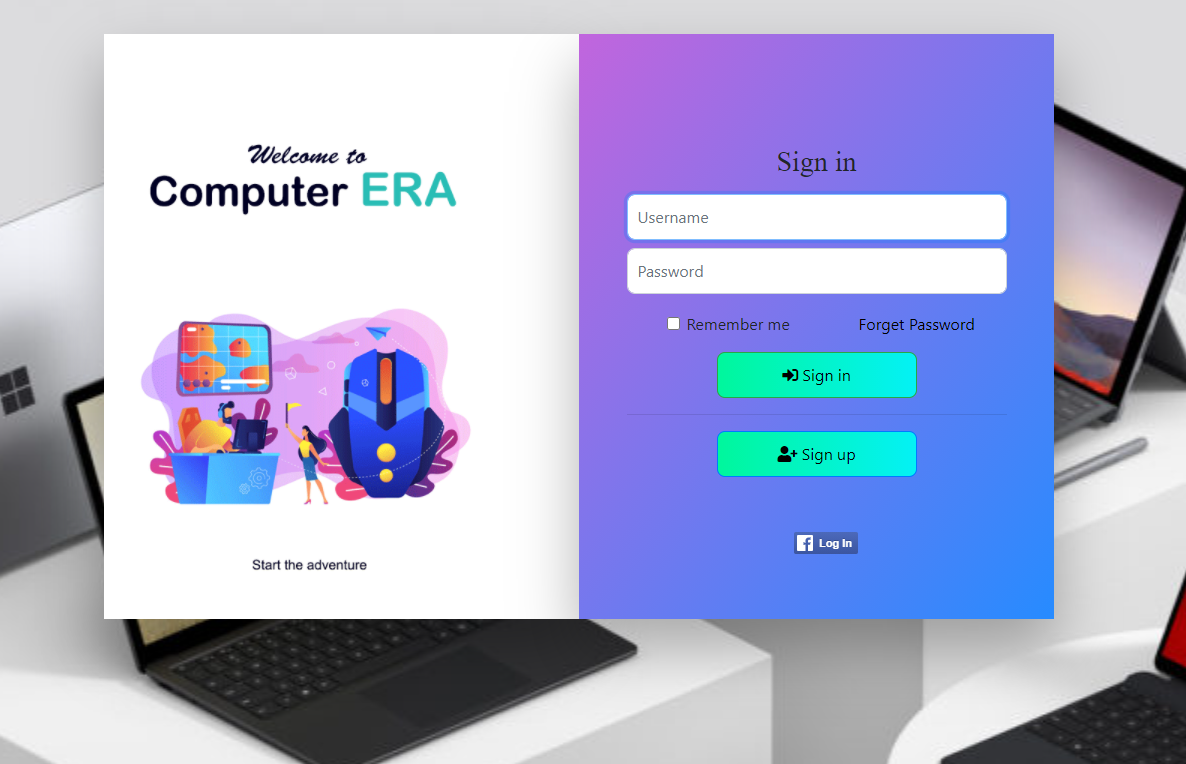 Welcome to
Computer ERA
Start the adventure
Sign in
Username
Password
Remember me Forget Password
Sign in
Sign up
Log In